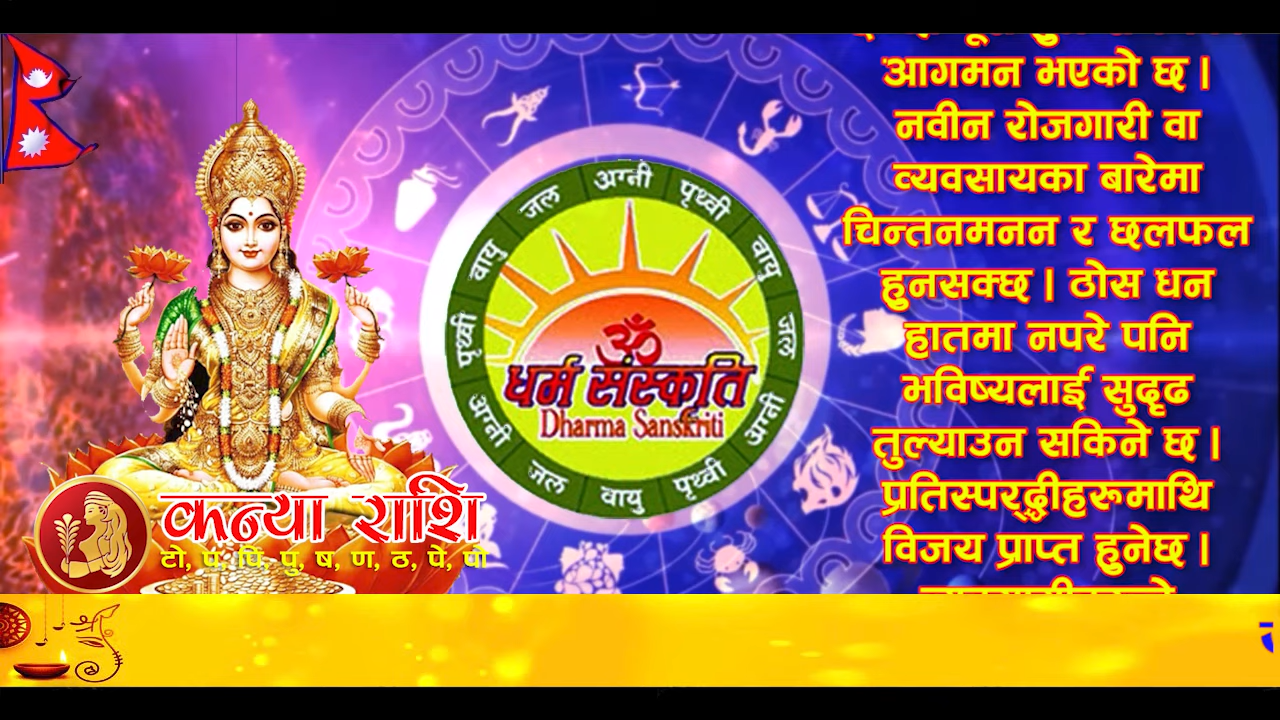 आगमन भएको छ |
नवीन रोजगारी वा
व्यवसायका बारेमा
चिन्तनमनन र छलफल
हुनसक्छ | ठोस धन
हातमा नपरे पनि
भविष्यलाई सुदृढ
तुल्याउन सकिने छ |
प्रतिस्पर्द्धीहरूमाथि
विजय प्राप्त हुनेछ |
अग्नी पृथ्वी वायु जल अग्नी पृथ्वी वायु जल अग्नी पृथ्वी वायु जल
ॐ
धर्म संस्कृति
Dharma Sanskriti
कन्या राशि
टो, प, पि, पु, ष, ण, ठ, पे, पो
श्री